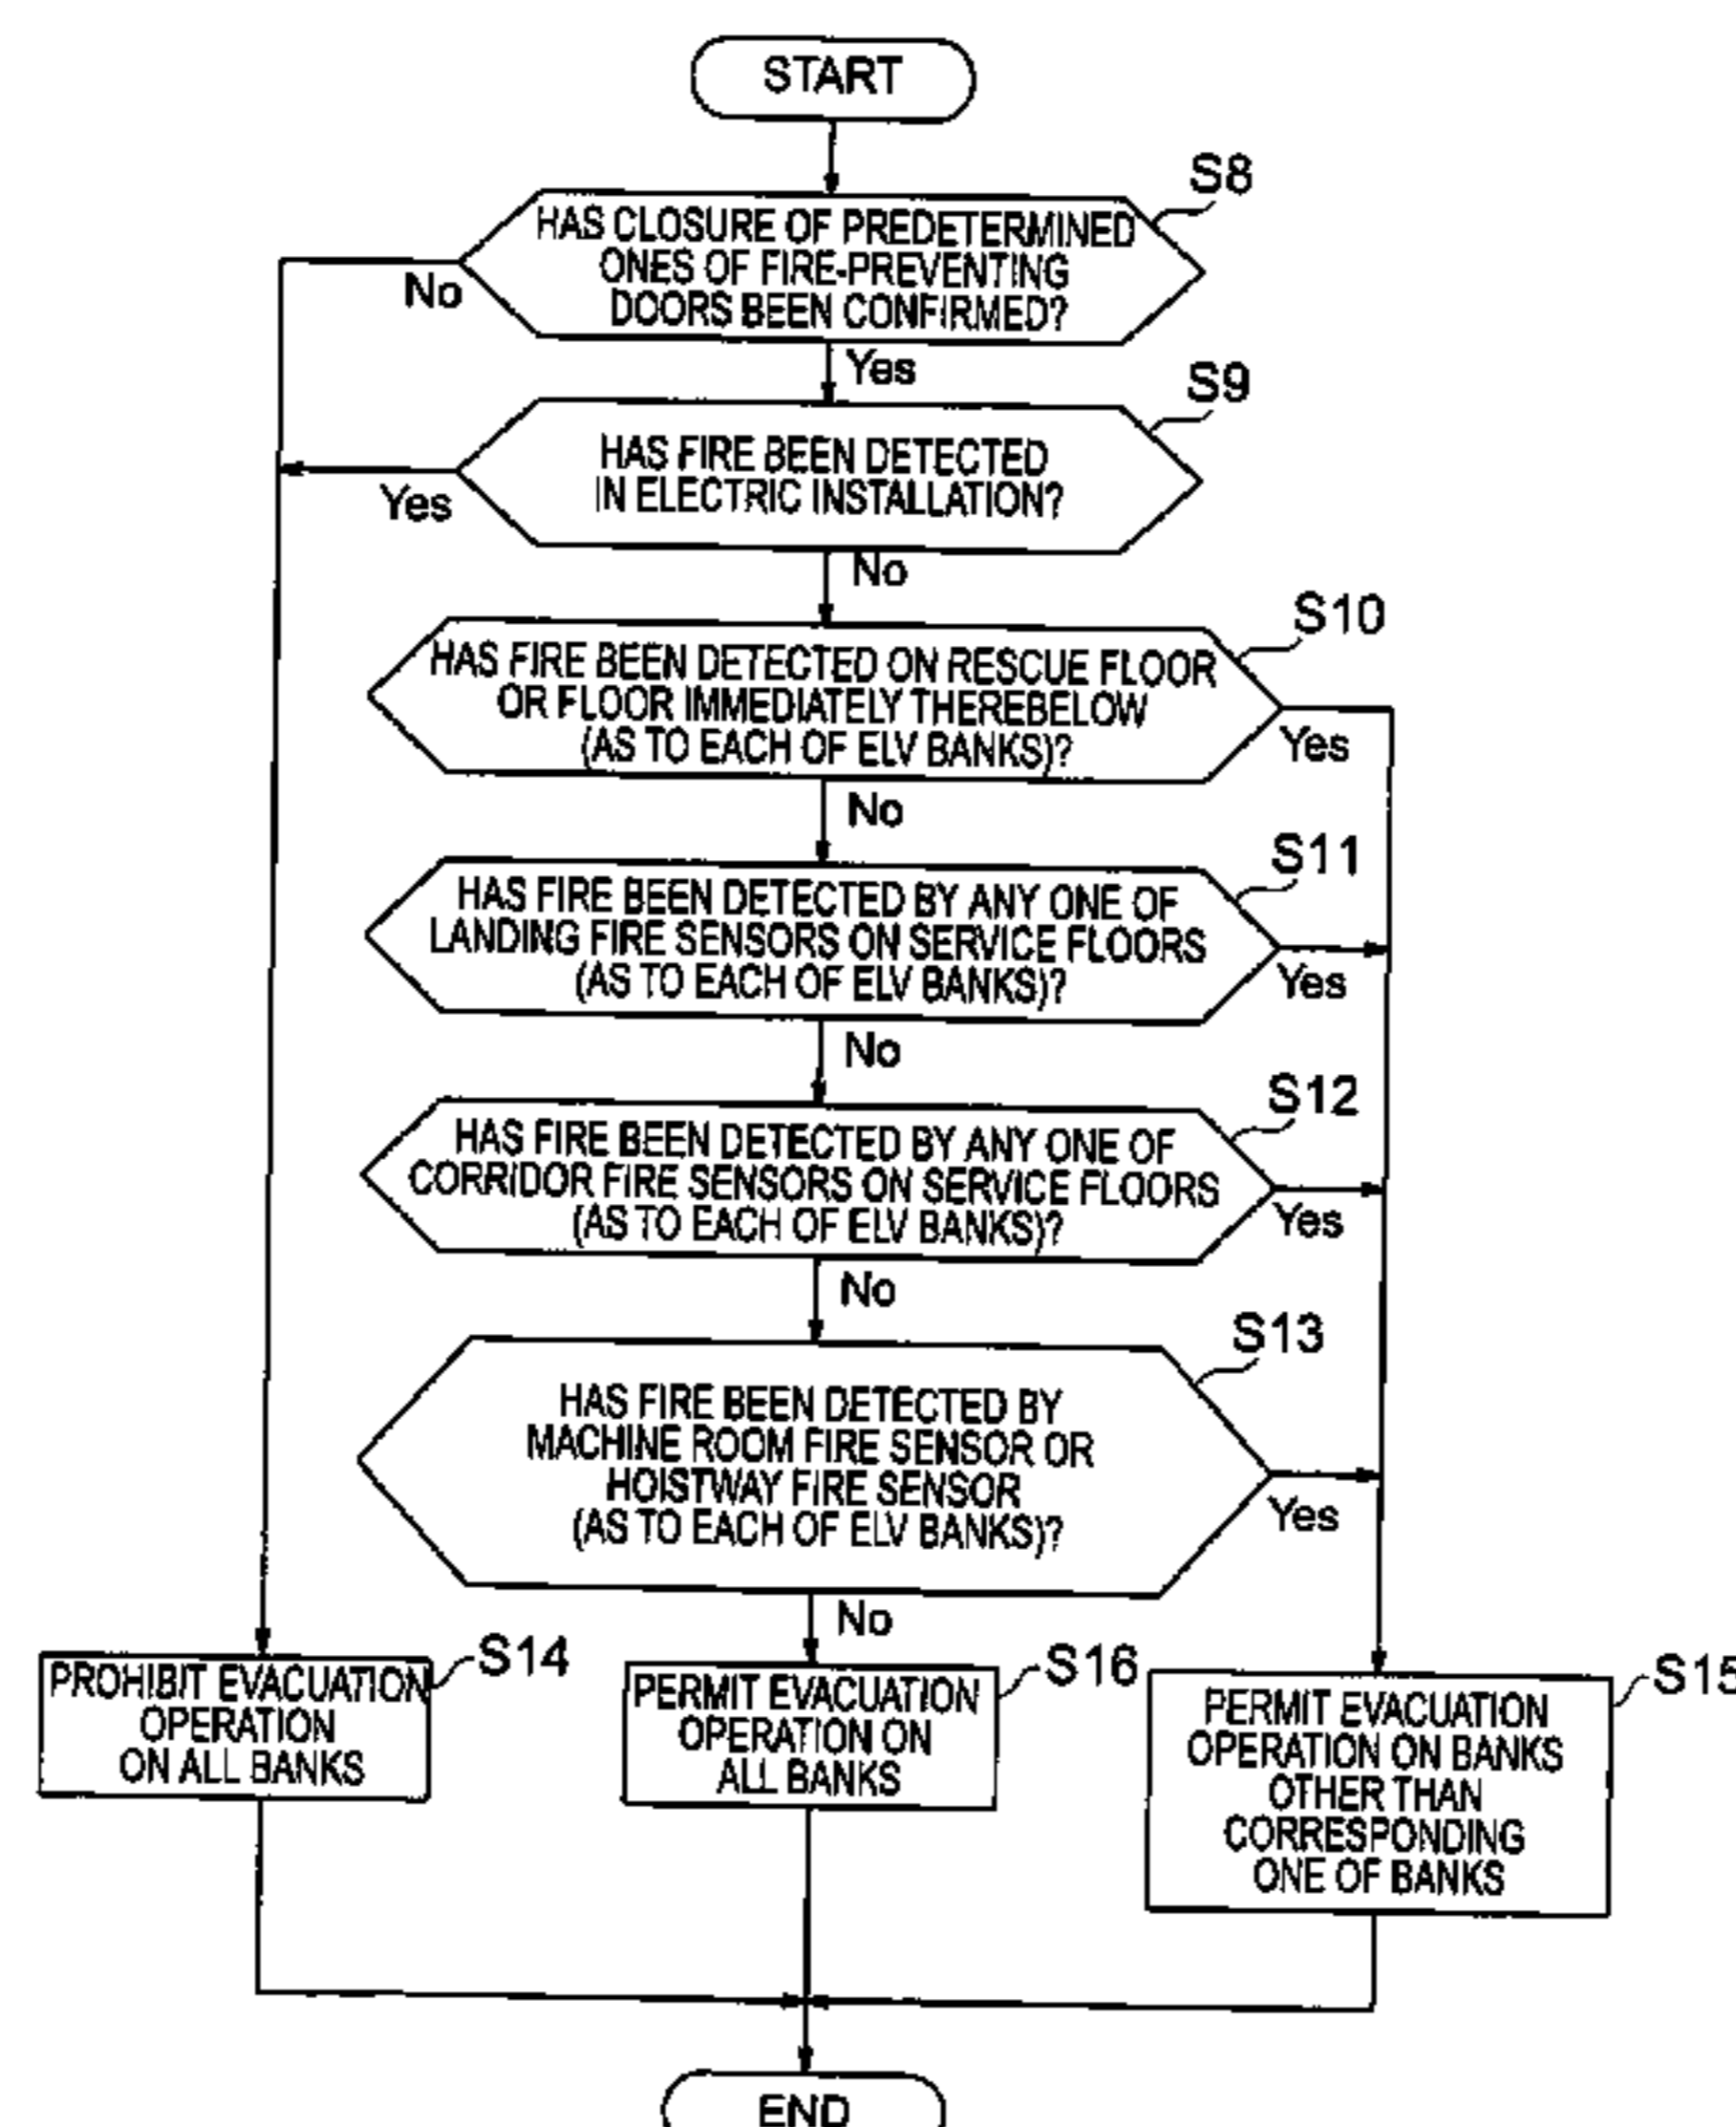 START
S8
HAS CLOSURE OF PREDETERMINED
ONES OF FIRE-PREVENTING
DOORS BEEN CONFIRMED?
No
Yes
S9
HAS FIRE BEEN DETECTED
IN ELECTRIC INSTALLATION?
Yes
No
S10
HAS FIRE BEEN DETECTED ON RESCUE FLOOR
OR FLOOR IMMEDIATELY THEREBELOW
(AS TO EACH OF ELV BANKS)?
Yes
No
S11
HAS FIRE BEEN DETECTED BY ANY ONE OF
LANDING FIRE SENSORS ON SERVICE FLOORS
(AS TO EACH OF ELV BANKS)?
Yes
No
S12
HAS FIRE BEEN DETECTED BY ANY ONE OF
CORRIDOR FIRE SENSORS ON SERVICE FLOORS
(AS TO EACH OF ELV BANKS)?
Yes
No
S13
HAS FIRE BEEN DETECTED BY
MACHINE ROOM FIRE SENSOR OR
HOISTWAY FIRE SENSOR
(AS TO EACH OF ELV BANKS)?
Yes
No
S14
PROHIBIT EVACUATION
OPERATION
ON ALL BANKS
S16
PERMIT EVACUATION
OPERATION ON
ALL BANKS
S15
PERMIT EVACUATION
OPERATION ON BANKS
OTHER THAN
CORRESPONDING
ONE OF BANKS
END